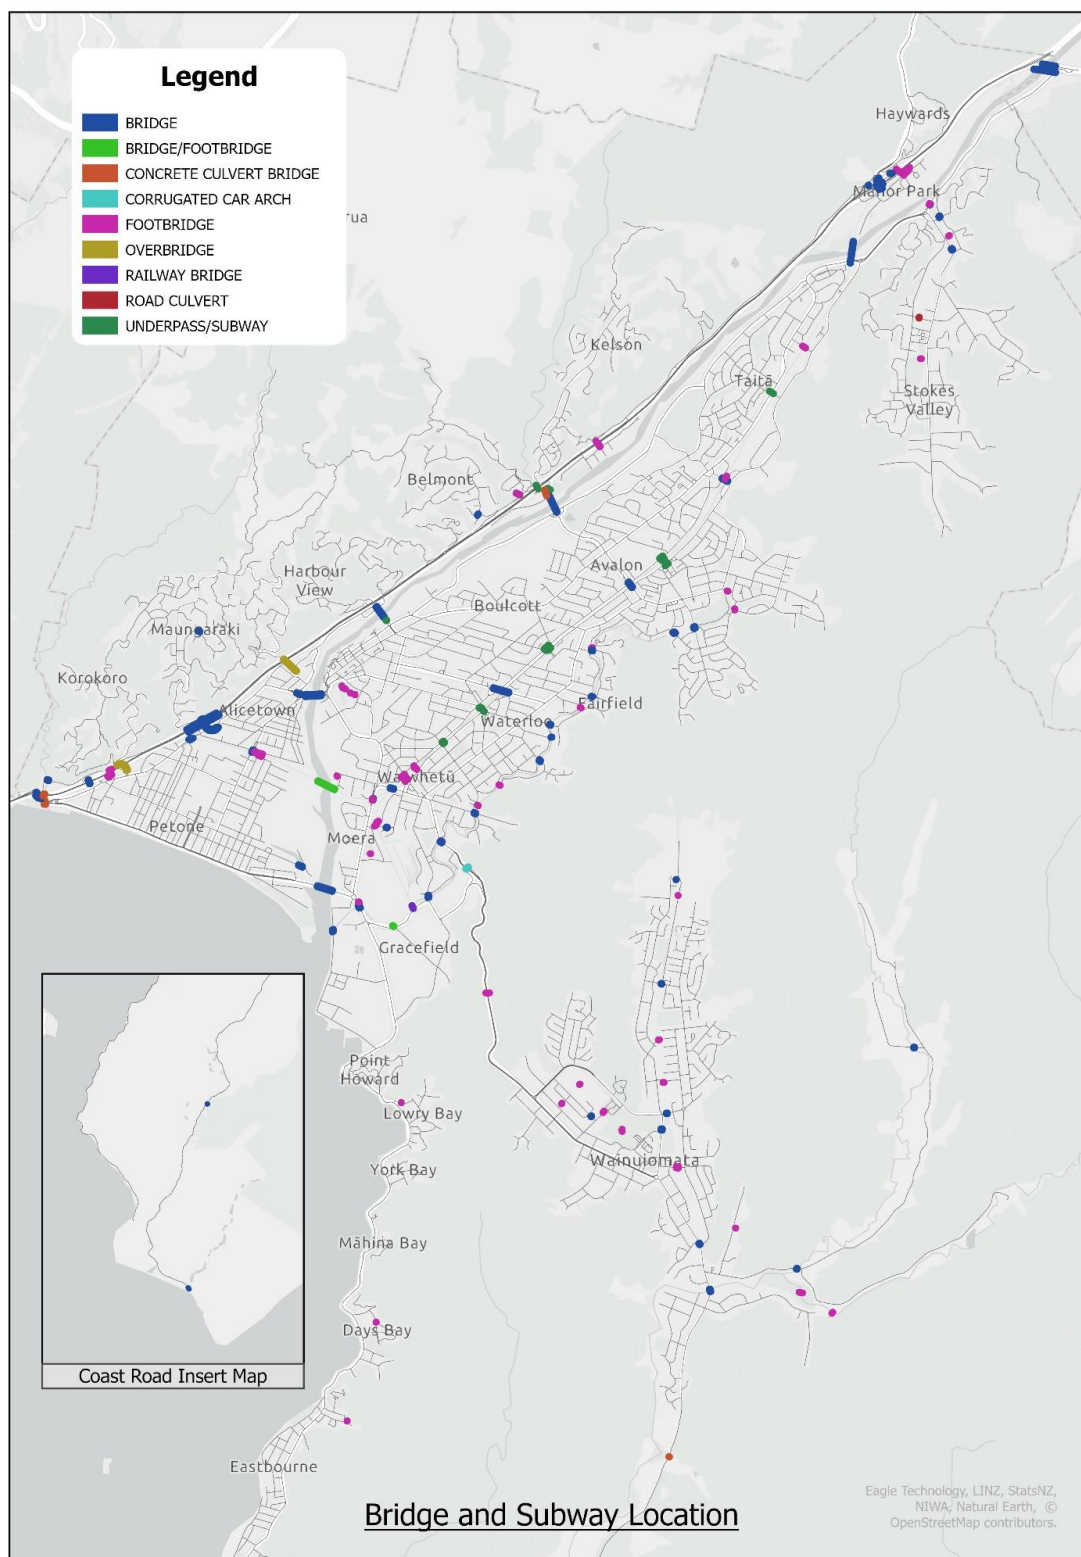 Legend
BRIDGE
BRIDGE/FOOTBRIDGE
CONCRETE CULVERT BRIDGE
CORRUGATED CAR ARCH
FOOTBRIDGE
OVERBRIDGE
RAILWAY BRIDGE
ROAD CULVERT
UNDERPASS/SUBWAY
rua
Haywards
Manor Park
Kelson
Taitā
Stokes
Valley
Belmont
Avalon
Harbour
View
Boulcott
Maungaraki
Korokoro
Alicetown
Fairfield
Waterloo
Waiwhetū
Petone
Moera
Gracefield
Point
Howard
Lowry Bay
York Bay
Wainuiomata
Māhina Bay
Days Bay
Eastbourne
Coast Road Insert Map
Bridge and Subway Location
Eagle Technology, LINZ, StatsNZ,
NIWA, Natural Earth, ©
OpenStreetMap contributors.